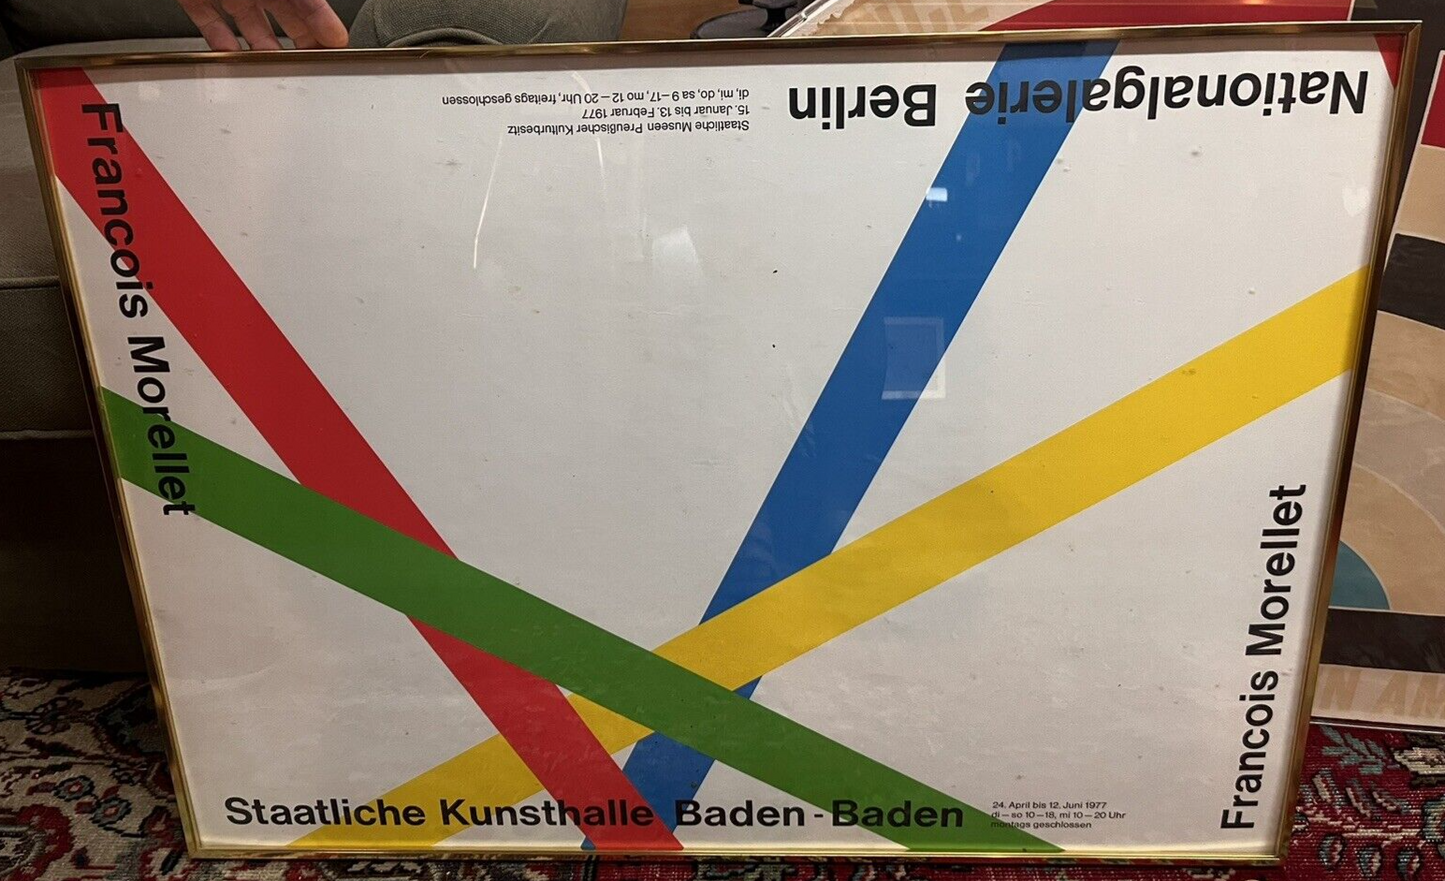 Nationalgalerie Berlin
Staatliche Museen Preußischer Kulturbesitz
15. Januar bis 13. Februar 1977
di, mi, do, sa 9–17, mo 12–20 Uhr, freitags geschlossen
Francois Morellet
Francois Morellet
Staatliche Kunsthalle Baden-Baden
24. April bis 12. Juni 1977
di – so 10–18, mi 10–20 Uhr
montags geschlossen